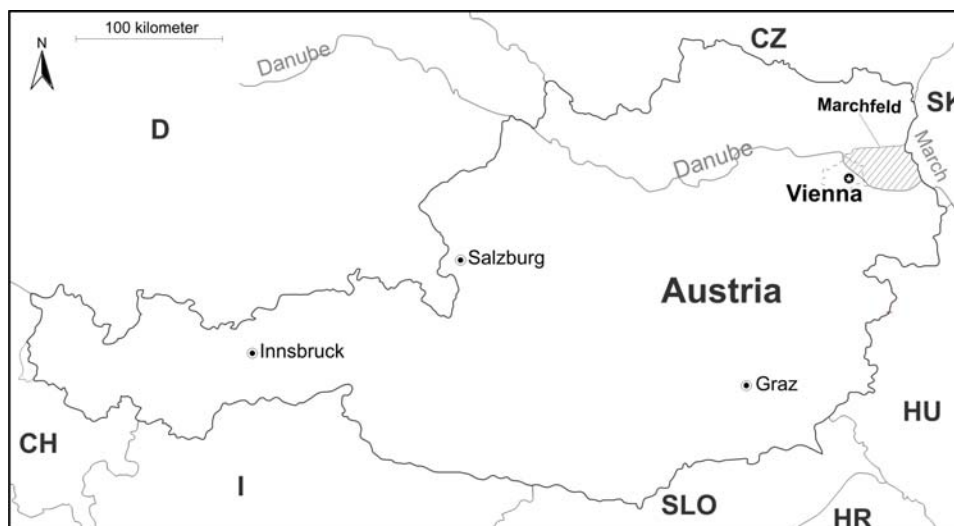 100 kilometer
N
CZ
Danube
Marchfeld
SK
D
March
Danube
Vienna
Salzburg
Austria
Innsbruck
Graz
HU
CH
I
SLO
HR